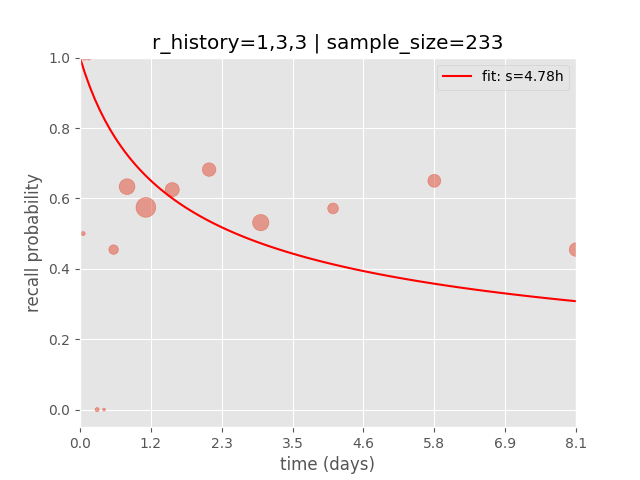 r_history=1,3,3 | sample_size=233
fit: s=4.78h
recall probability
1.0
0.8
0.6
0.4
0.2
0.0
0.0 1.2 2.3 3.5 4.6 5.8 6.9 8.1
time (days)